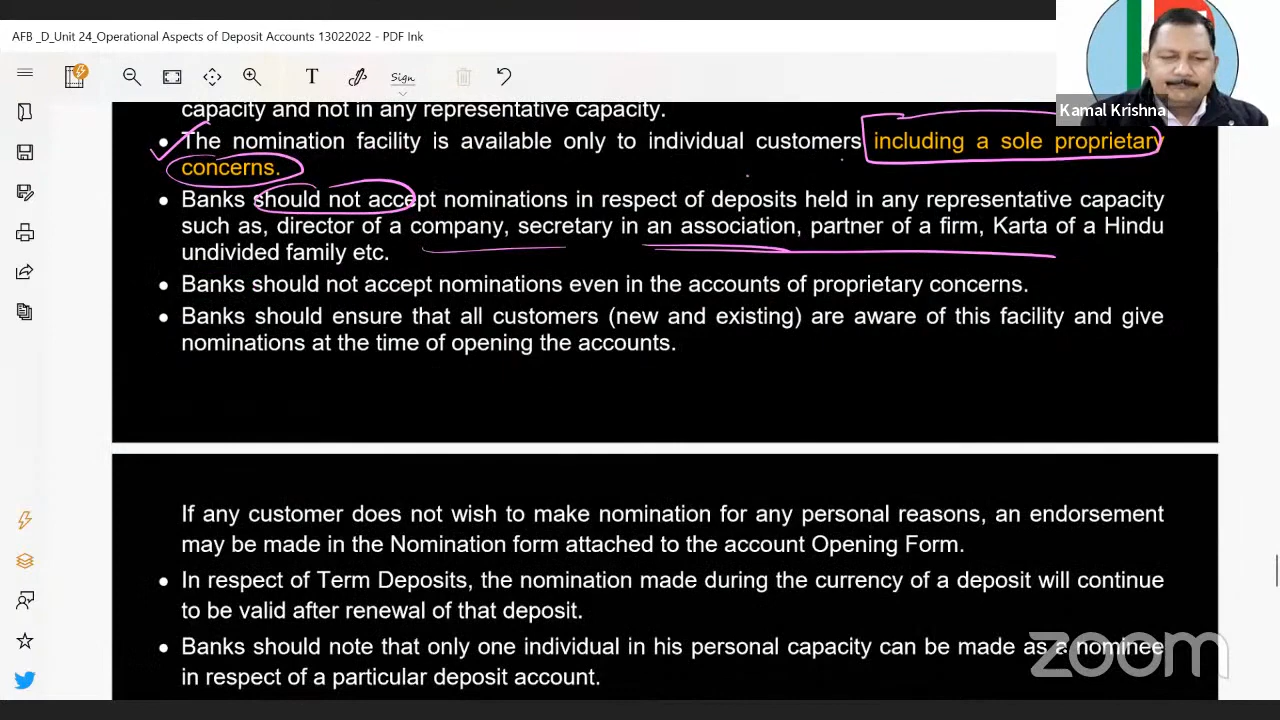 AFB _D_Unit 24_Operational Aspects of Deposit Accounts 13022022 - PDF Ink
Sign
Kamal Krishna
capacity and not in any representative capacity.
• The nomination facility is available only to individual customers including a sole proprietary
concerns.
• Banks should not accept nominations in respect of deposits held in any representative capacity
such as, director of a company, secretary in an association, partner of a firm, Karta of a Hindu
undivided family etc.
• Banks should not accept nominations even in the accounts of proprietary concerns.
• Banks should ensure that all customers (new and existing) are aware of this facility and give
nominations at the time of opening the accounts.
If any customer does not wish to make nomination for any personal reasons, an endorsement
may be made in the Nomination form attached to the account Opening Form.
• In respect of Term Deposits, the nomination made during the currency of a deposit will continue
to be valid after renewal of that deposit.
• Banks should note that only one individual in his personal capacity can be made as a nominee
in respect of a particular deposit account.
zoom